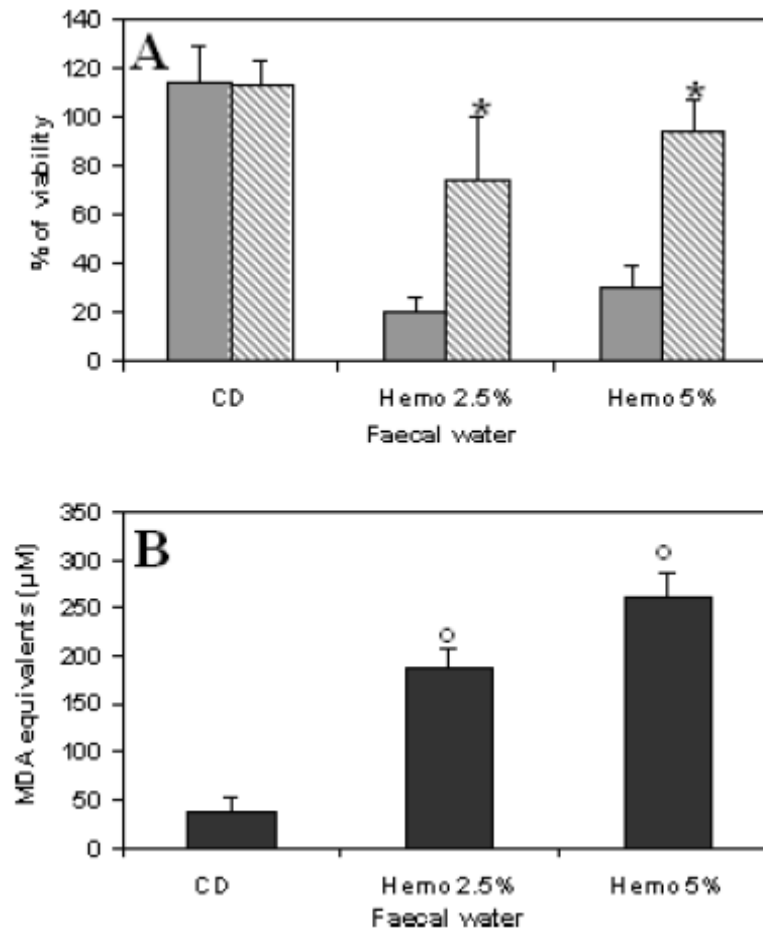 A
% of viability
140
120
100
80
60
40
20
0
*
*
CD Hemo 2.5% Hemo 5%
Faecal water
B
MDA equivalents (µM)
350
300
250
200
150
100
50
0
CD Hemo 2.5% Hemo 5%
Faecal water